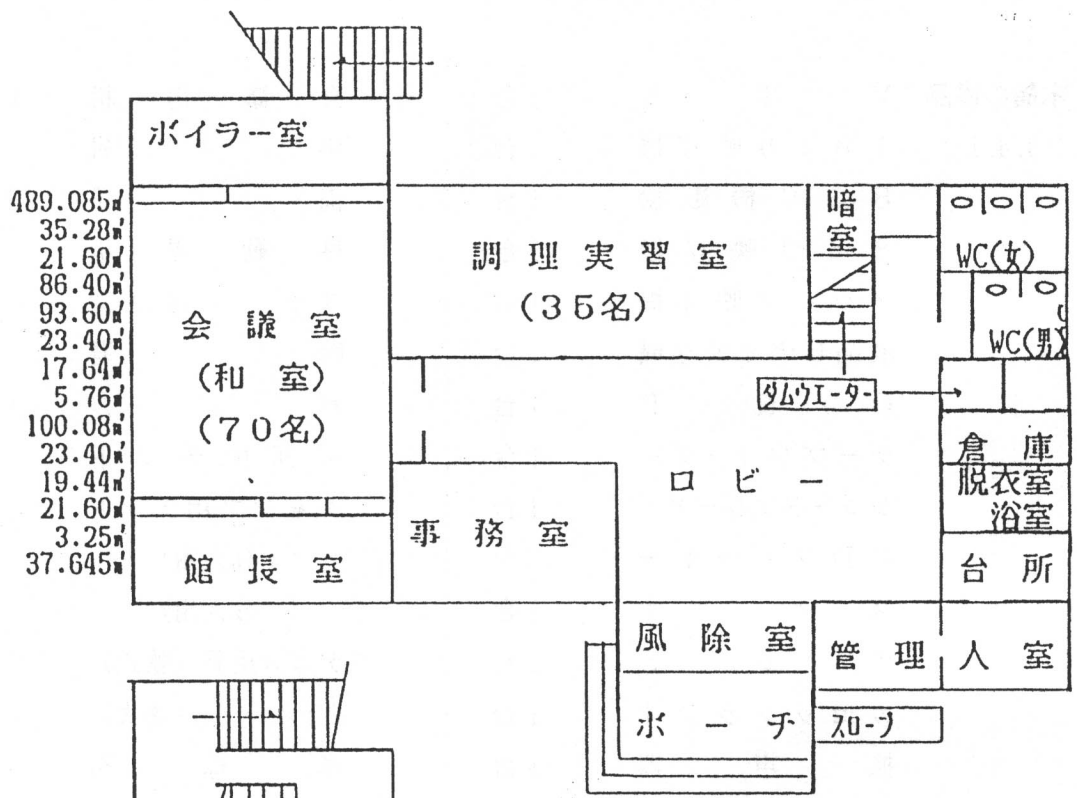 ボイラー室
489.085㎡
35.28㎡
21.60㎡
86.40㎡
93.60㎡
23.40㎡
17.64㎡
5.76㎡
100.08㎡
23.40㎡
19.44㎡
21.60㎡
3.25㎡
37.645㎡
会議室
(和室)
(70名)
館長室
調理実習室
(35名)
暗室
WC(女)
WC(男)
ダムウエーター
ロビー
事務室
倉庫
脱衣室
浴室
台所
風除室
管理人室
ポーチ
スロープ